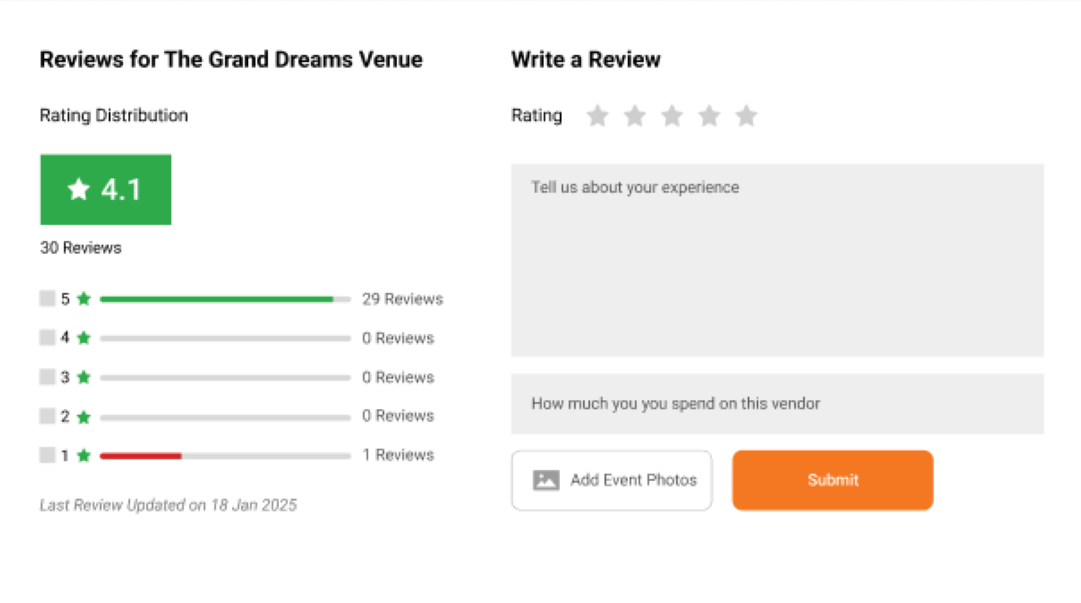 Reviews for The Grand Dreams Venue
Rating Distribution
4.1
30 Reviews
5 29 Reviews
4 0 Reviews
3 0 Reviews
2 0 Reviews
1 1 Reviews
Last Review Updated on 18 Jan 2025
Write a Review
Rating
Tell us about your experience
How much you you spend on this vendor
Add Event Photos
Submit